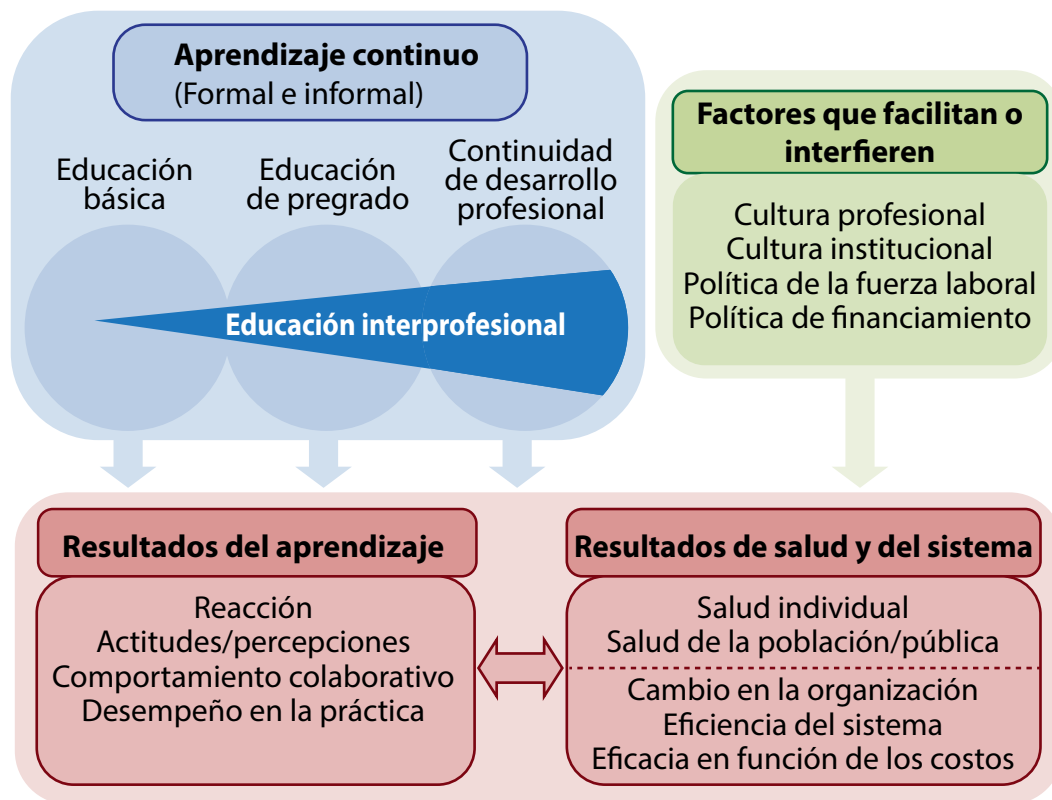 Aprendizaje continuo
(Formal e informal)
Educación
básica
Educación
de pregrado
Continuidad
de desarrollo
profesional
Educación interprofesional
Factores que facilitan o
interfieren
Cultura profesional
Cultura institucional
Política de la fuerza laboral
Política de financiamiento
Resultados del aprendizaje
Reacción
Actitudes/percepciones
Comportamiento colaborativo
Desempeño en la práctica
Resultados de salud y del sistema
Salud individual
Salud de la población/pública
Cambio en la organización
Eficiencia del sistema
Eficacia en función de los costos